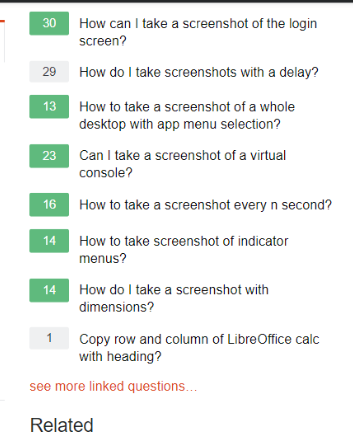 30 How can I take a screenshot of the login
screen?
29 How do I take screenshots with a delay?
13 How to take a screenshot of a whole
desktop with app menu selection?
23 Can I take a screenshot of a virtual
console?
16 How to take a screenshot every n second?
14 How to take screenshot of indicator
menus?
14 How do I take a screenshot with
dimensions?
1 Copy row and column of LibreOffice calc
with heading?
see more linked questions…
Related